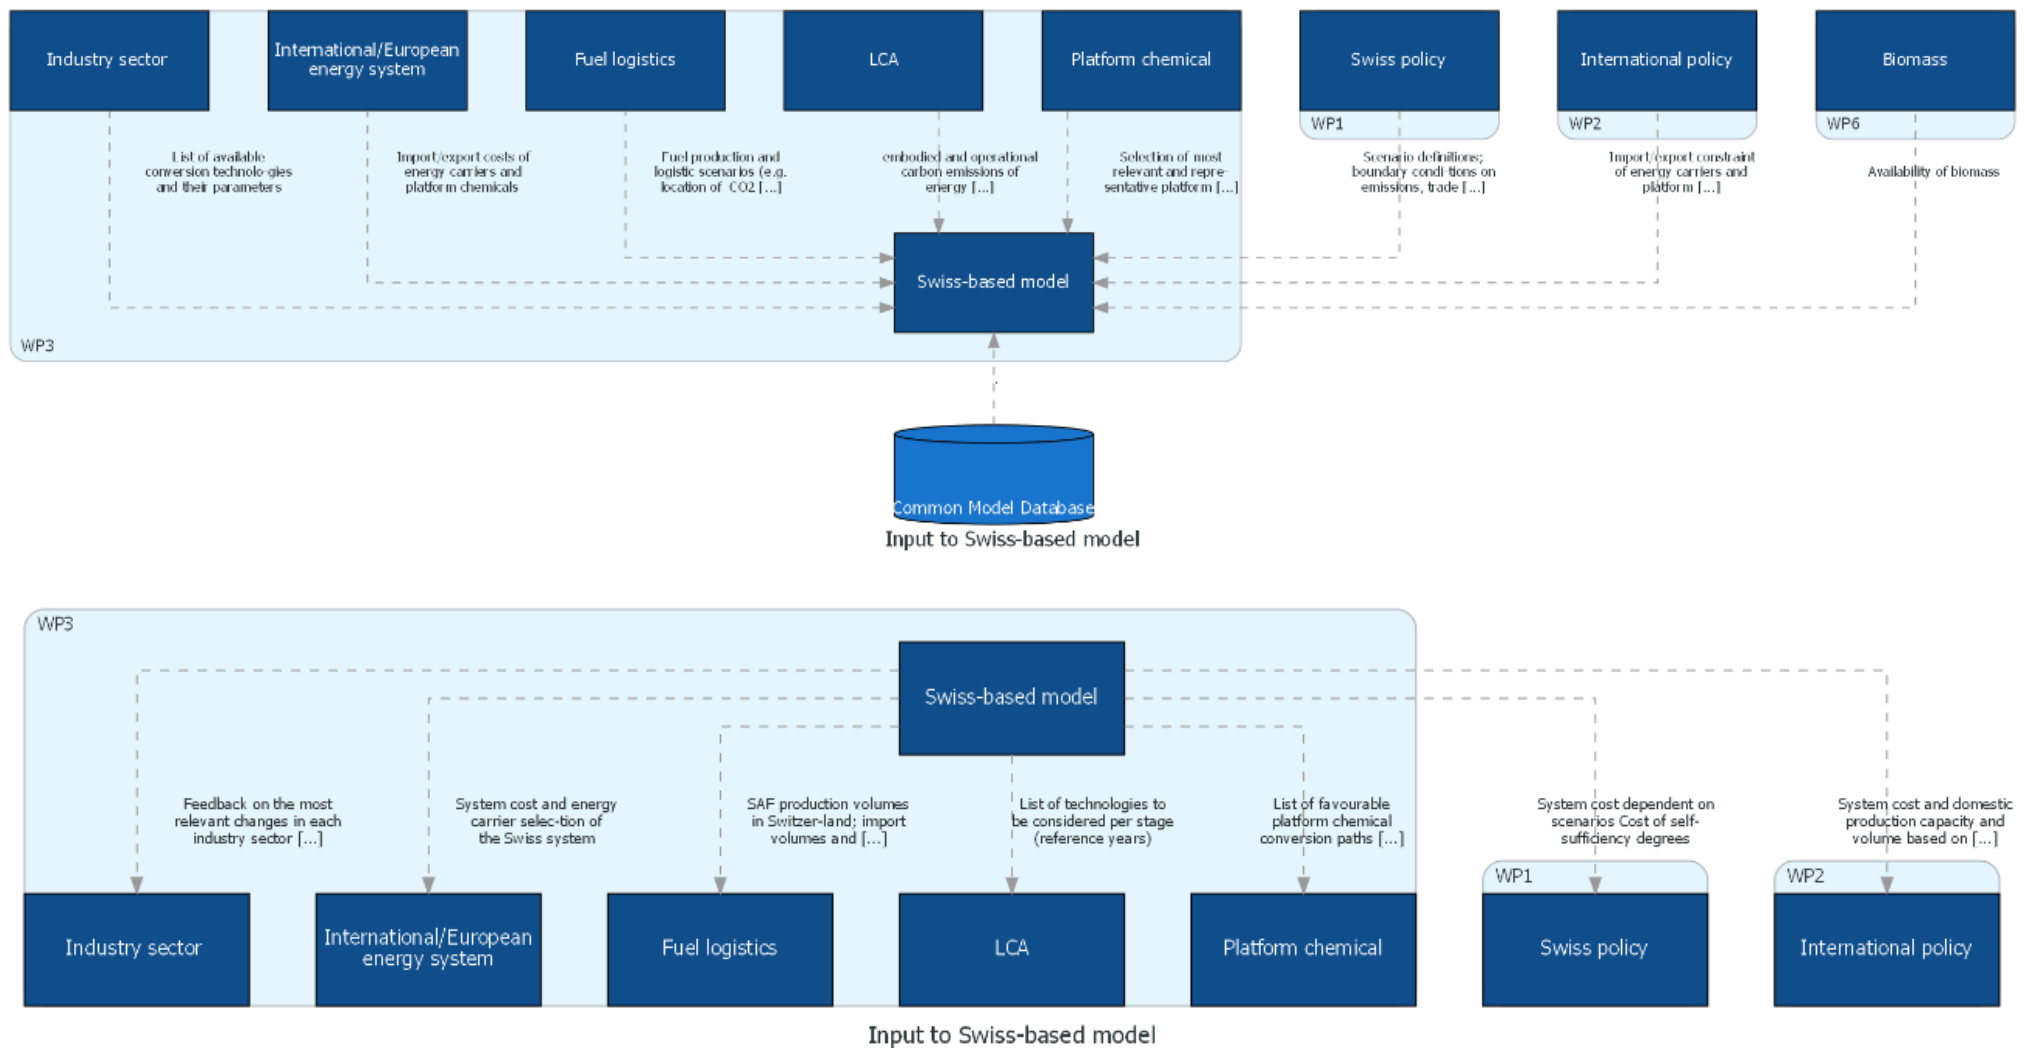 Industry sector
International/European
energy system
Fuel logistics
LCA
Platform chemical
Swiss policy
International policy
Biomass
WP1
WP2
WP6
List of available
conversion technolo-gies
and their parameters
Import/export costs of
energy carriers and
platform chemicals
Fuel production and
logistic scenarios (e.g.
location of CO2 [...]
embodied and operational
carbon emissions of
energy [...]
Selection of most
relevant and repre-
sentative platform [...]
Scenario definitions;
boundary condi-tions on
emissions, trade [...]
Import/export constraint
of energy carriers and
platform [...]
Availability of biomass
Swiss-based model
WP3
Common Model Database
Input to Swiss-based model
WP3
Swiss-based model
Feedback on the most
relevant changes in each
industry sector [...]
System cost and energy
carrier selec-tion of
the Swiss system
SAF production volumes
in Switzer-land; import
volumes and [...]
List of technologies to
be considered per stage
(reference years)
List of favourable
platform chemical
conversion paths [...]
System cost dependent on
scenarios Cost of self-
sufficiency degrees
System cost and domestic
production capacity and
volume based on [...]
WP1
WP2
Industry sector
International/European
energy system
Fuel logistics
LCA
Platform chemical
Swiss policy
International policy
Input to Swiss-based model